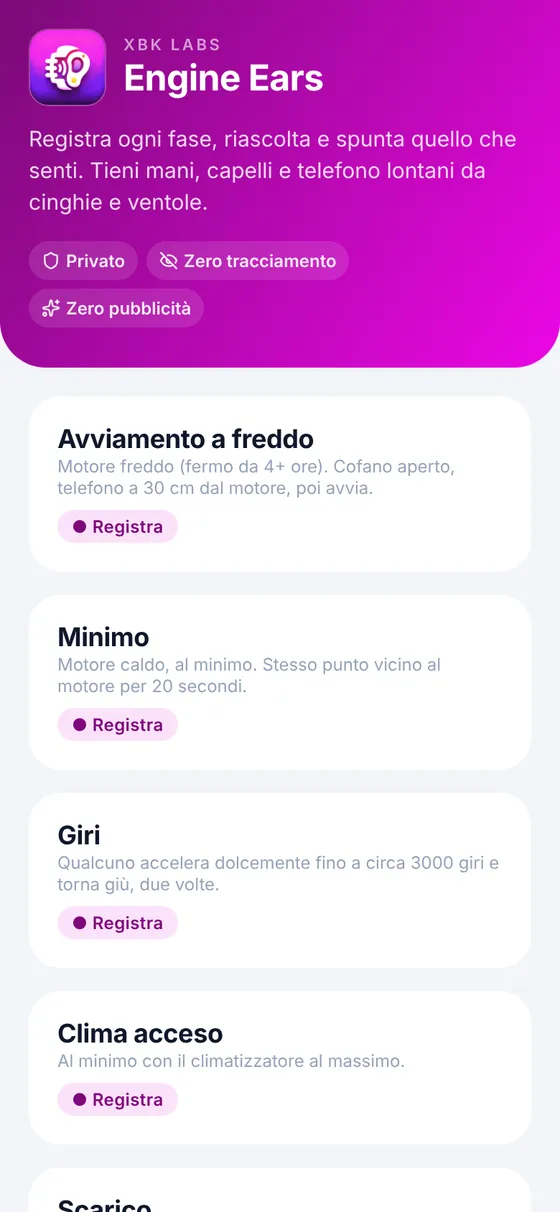 XBK LABS
Engine Ears
Registra ogni fase, riascolta e spunta quello che
senti. Tieni mani, capelli e telefono lontani da
cinghie e ventole.
Privato
Zero tracciamento
Zero pubblicità
Avviamento a freddo
Motore freddo (fermo da 4+ ore). Cofano aperto,
telefono a 30 cm dal motore, poi avvia.
Registra
Minimo
Motore caldo, al minimo. Stesso punto vicino al
motore per 20 secondi.
Registra
Giri
Qualcuno accelera dolcemente fino a circa 3000 giri e
torna giù, due volte.
Registra
Clima acceso
Al minimo con il climatizzatore al massimo.
Registra
Scarico